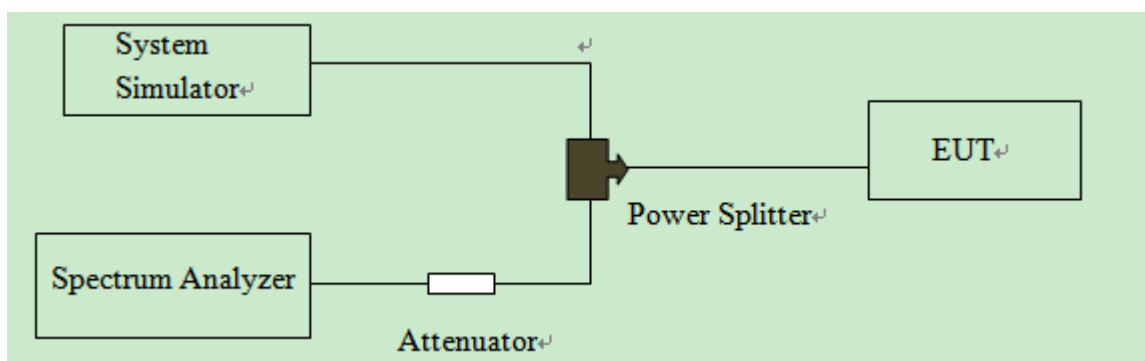 System
Simulator↵
↵
EUT↵
Power Splitter↵
Spectrum Analyzer
Attenuator↵